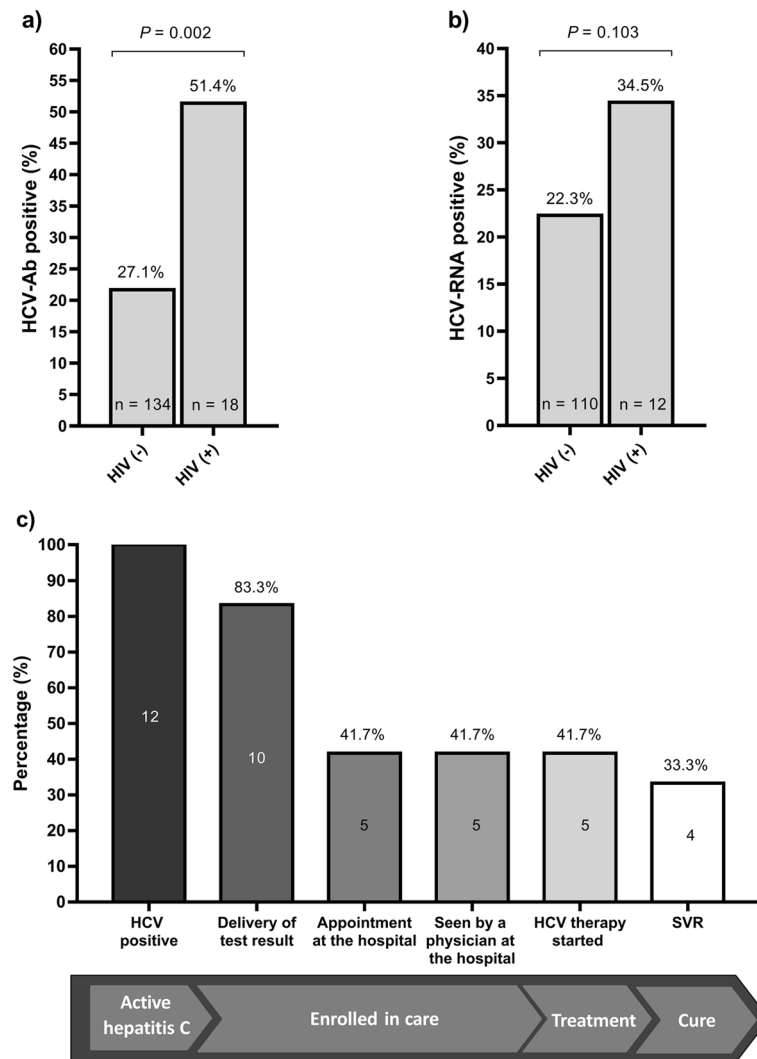 a)
P = 0.002
HCV-Ab positive (%)
60
55
50
45
40
35
30
25
20
15
10
5
0
27.1%
51.4%
n = 134
n = 18
HIV (-)
HIV (+)
b)
P = 0.103
HCV-RNA positive (%)
40
35
30
25
20
15
10
5
0
22.3%
34.5%
n = 110
n = 12
HIV (-)
HIV (+)
c)
Percentage (%)
100
90
80
70
60
50
40
30
20
10
0
83.3%
41.7%
41.7%
41.7%
33.3%
12
10
5
5
5
4
HCV
positive
Delivery of
test result
Appointment
at the hospital
Seen by a
physician at
the hospital
HCV therapy
started
SVR
Active
hepatitis C
Enrolled in care
Treatment
Cure